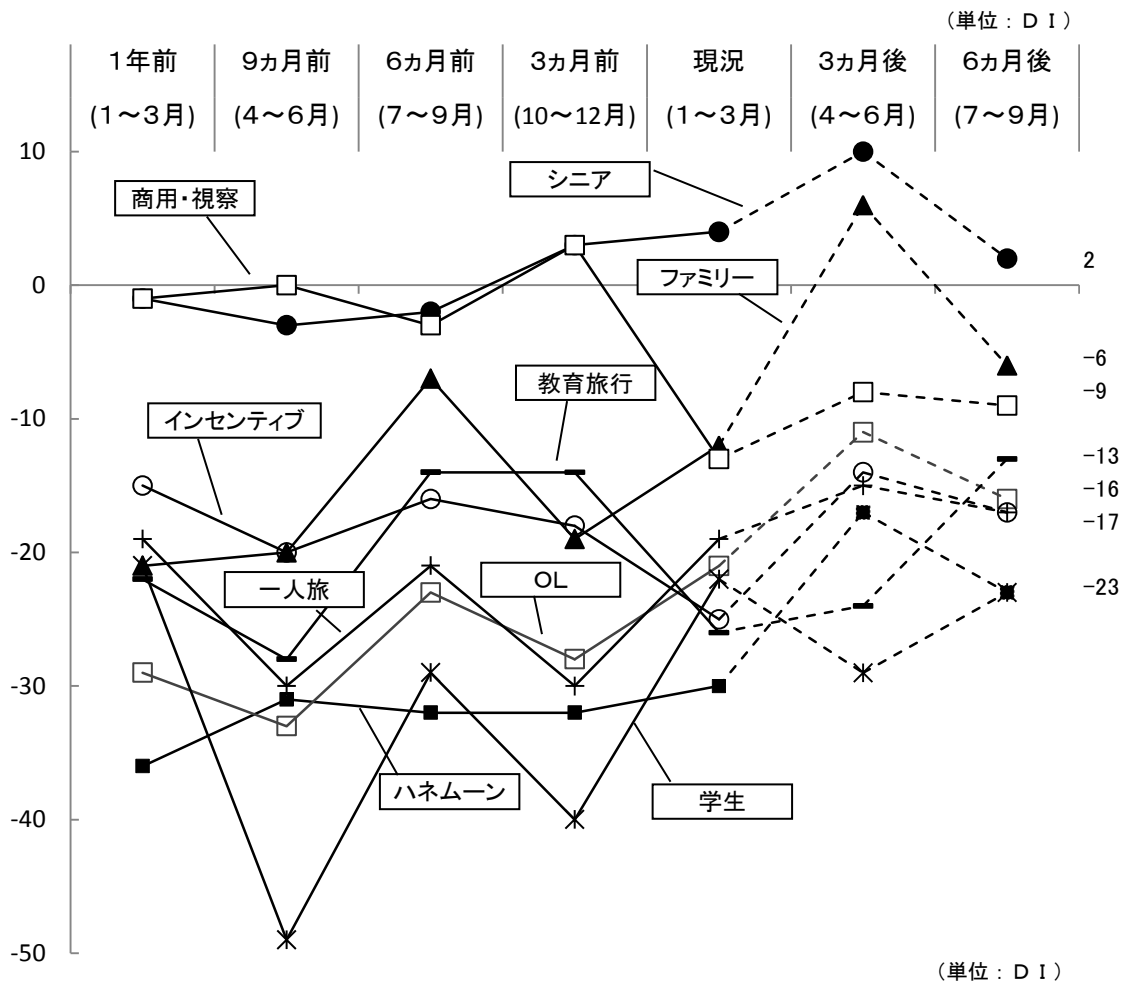 （単位：ＤＩ）
1年前 9ヵ月前 6ヵ月前 3ヵ月前 現況 3ヵ月後 6ヵ月後
(1～3月) (4～6月) (7～9月) (10～12月) (1～3月) (4～6月) (7～9月)
10
シニア
商用・視察
2
0
ファミリー
-6
教育旅行
-9
-10
インセンティブ
-13
-16
-17
-20
一人旅
OL
-23
-30
ハネムーン
学生
-40
-50
（単位：ＤＩ）